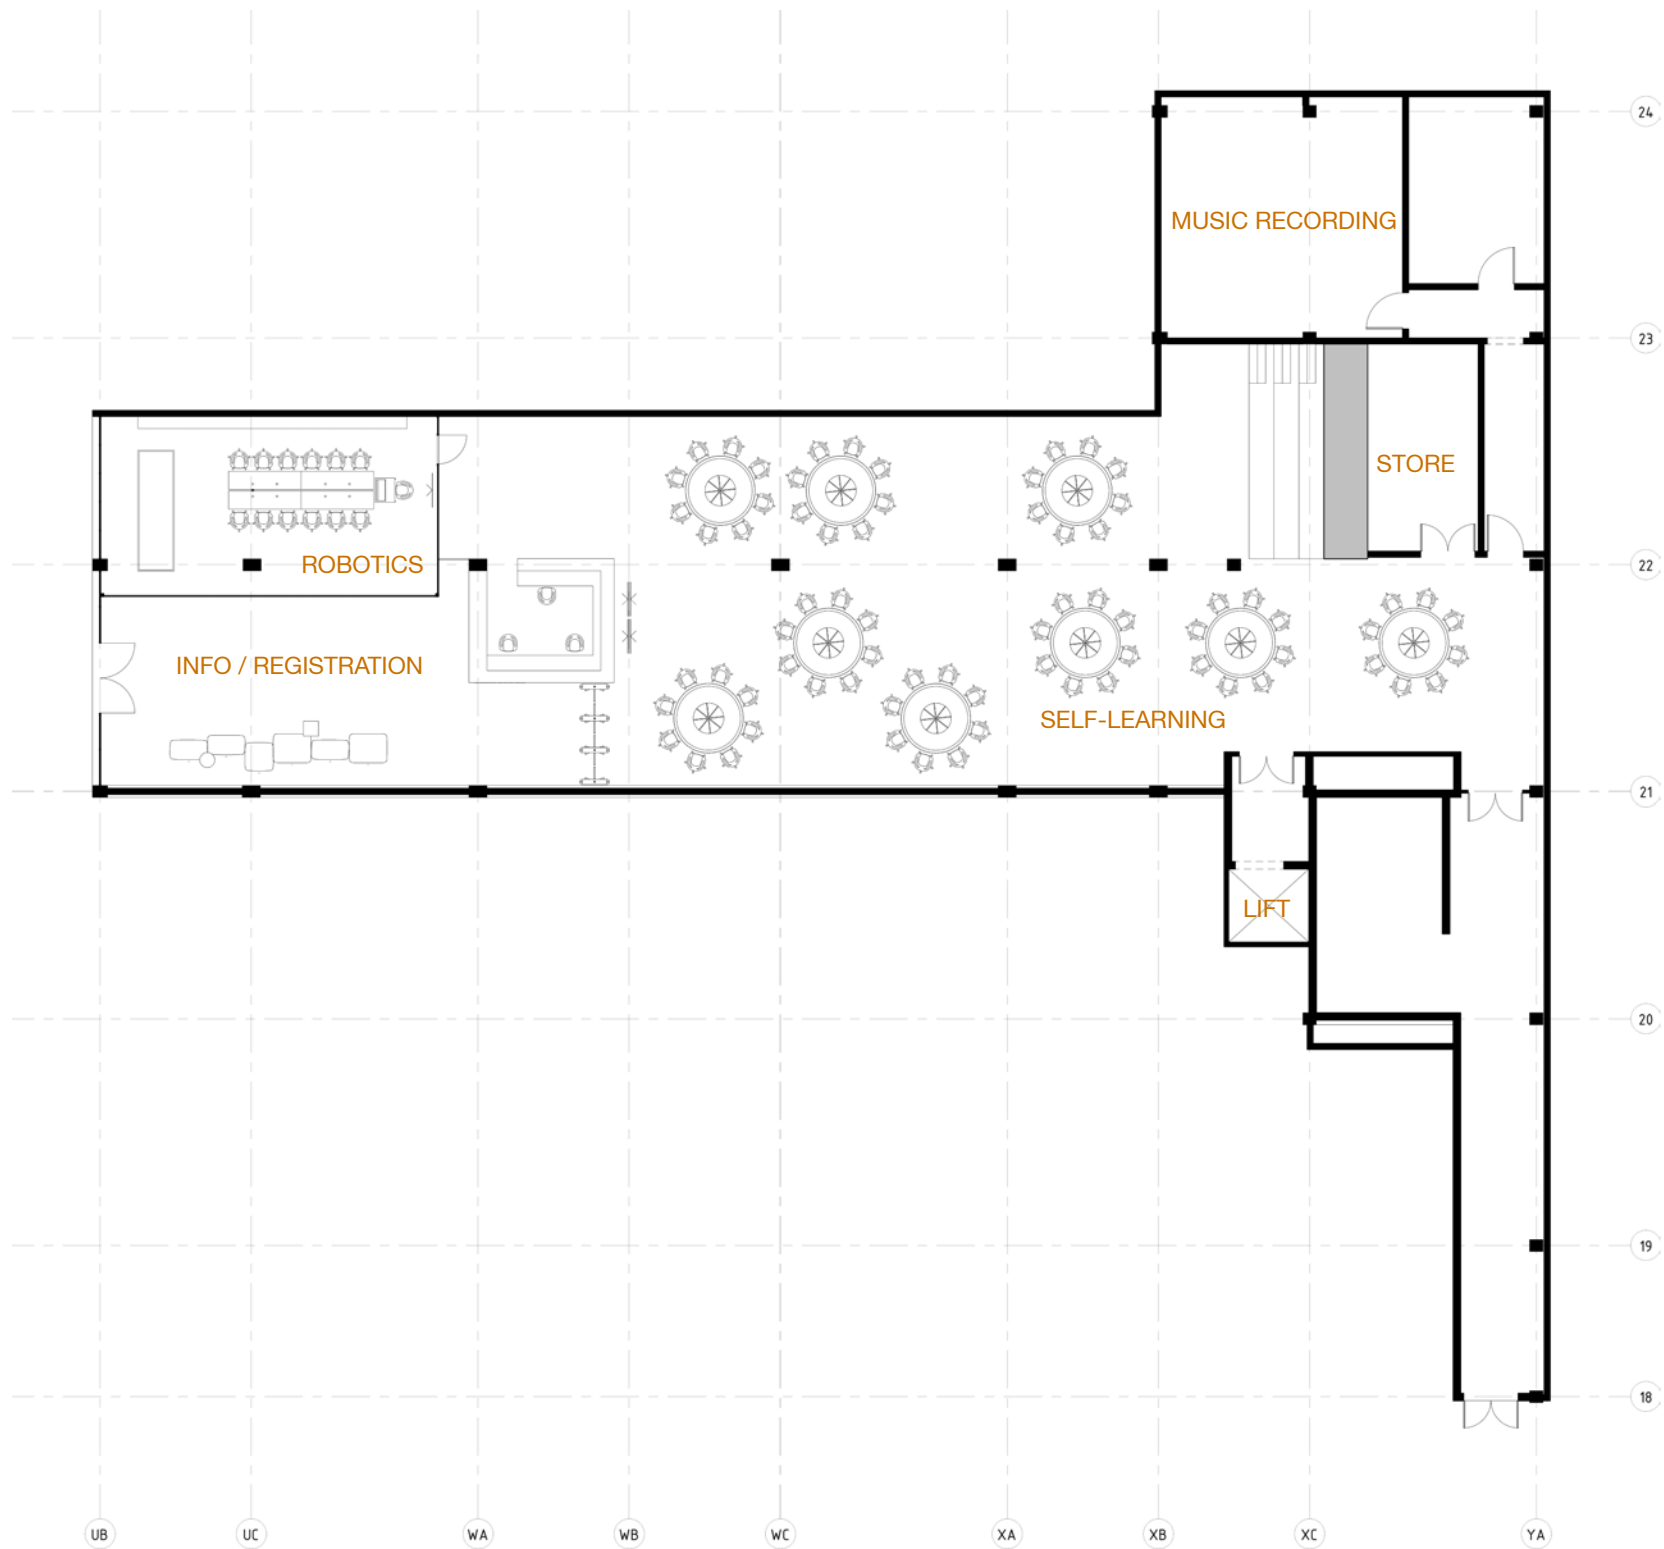 24
MUSIC RECORDING
23
STORE
ROBOTICS
22
INFO / REGISTRATION
SELF-LEARNING
21
LIFT
20
19
18
UB UC WA WB WC XA XB XC YA